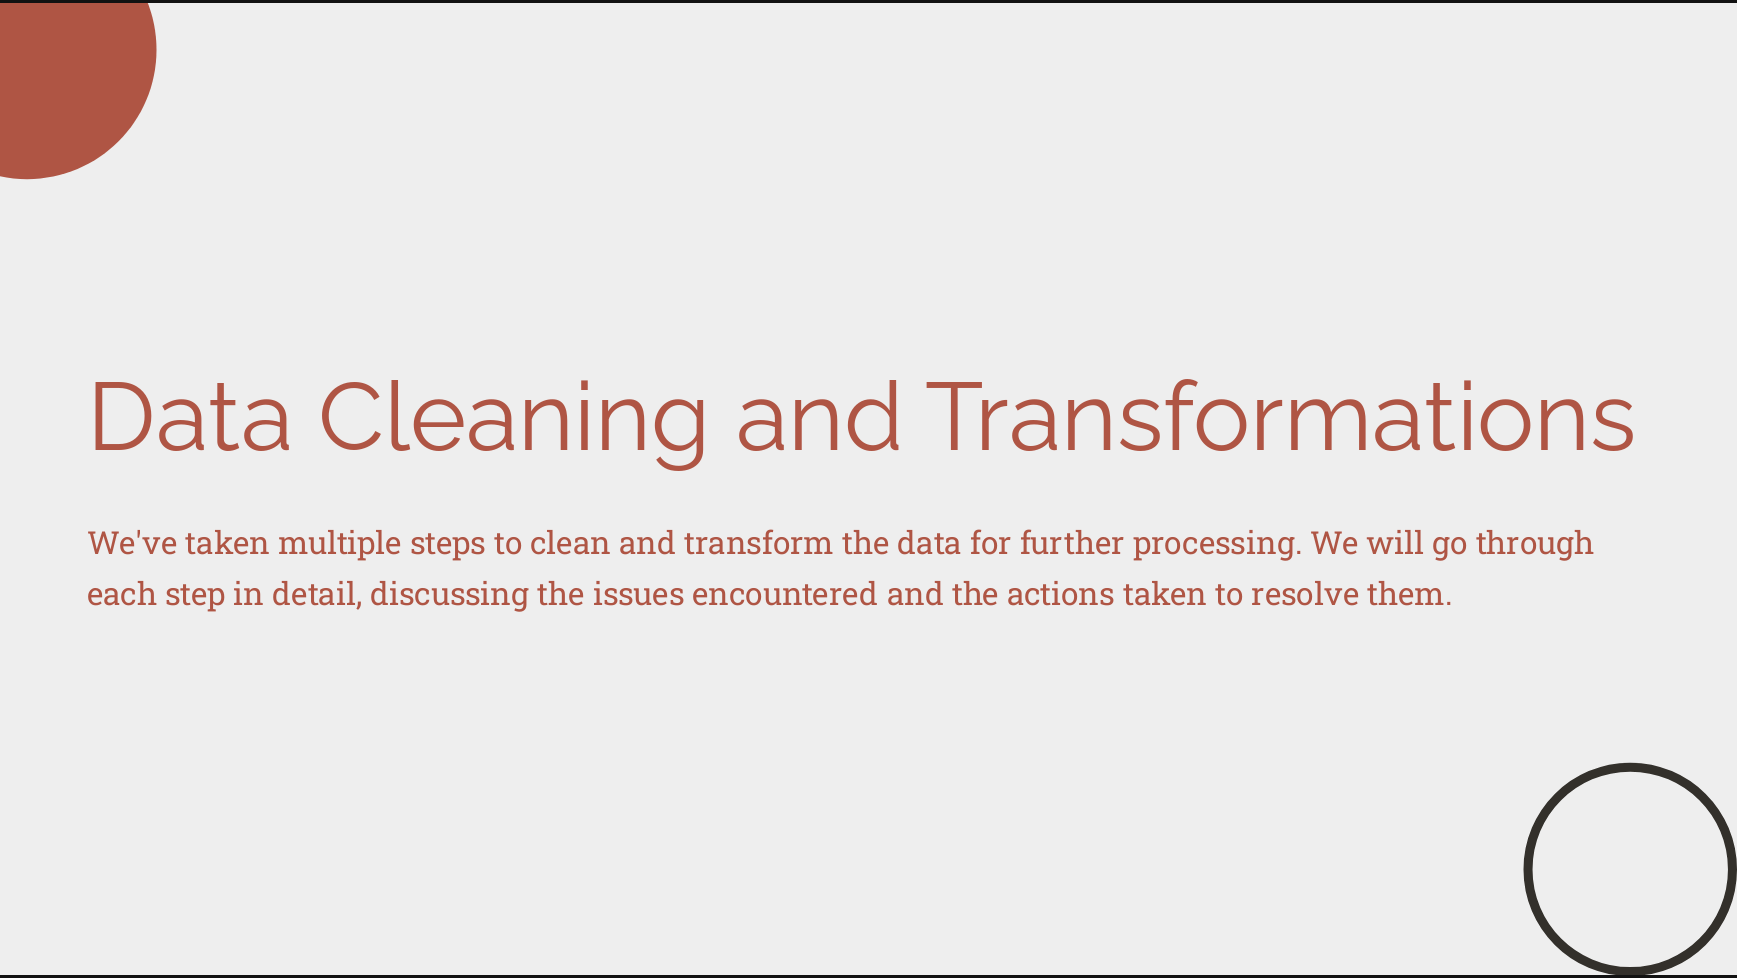 Data Cleaning and Transformations
We've taken multiple steps to clean and transform the data for further processing. We will go through
each step in detail, discussing the issues encountered and the actions taken to resolve them.